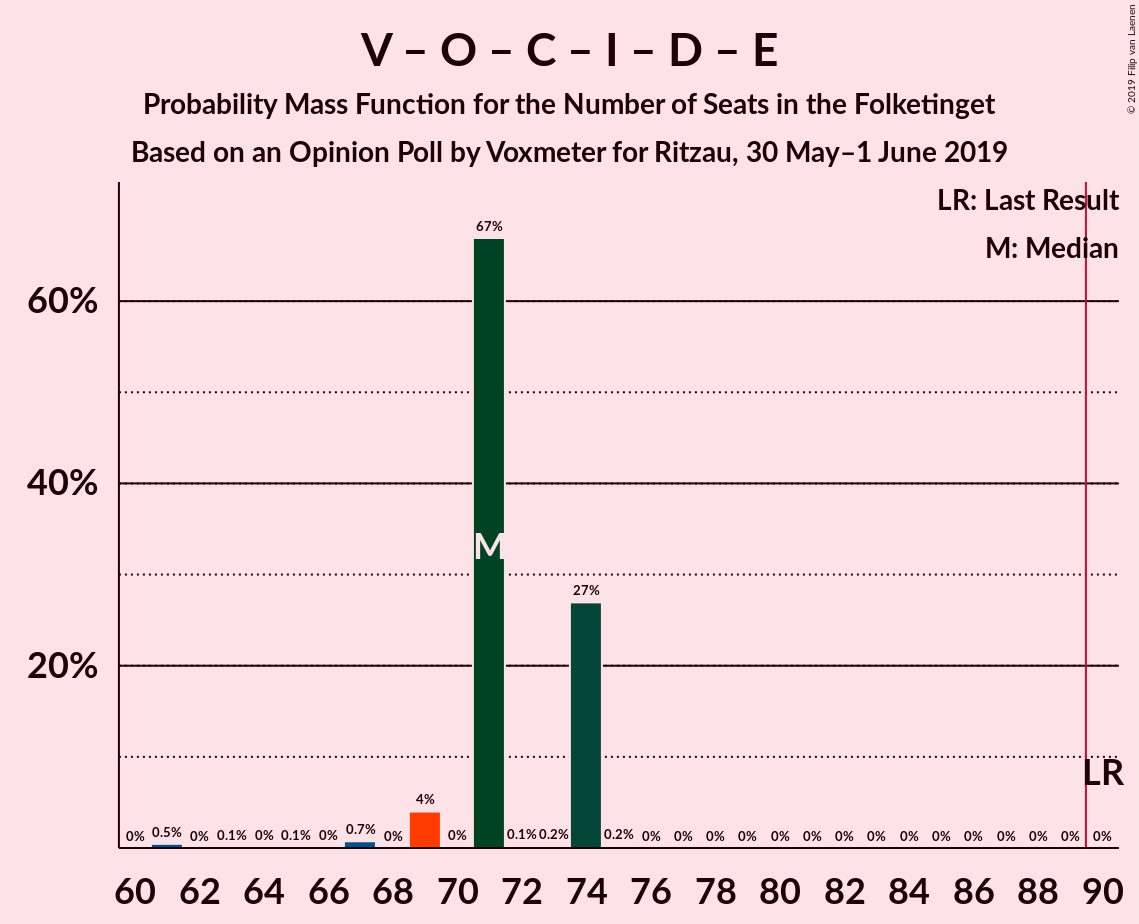 V – O – C – I – D – E
Probability Mass Function for the Number of Seats in the Folketinget
Based on an Opinion Poll by Voxmeter for Ritzau, 30 May–1 June 2019
© 2019 Filip van Laenen
LR: Last Result
M: Median
67%
60%
40%
M
27%
20%
LR
4%
0% 0.5% 0% 0.1% 0% 0.1% 0% 0.7% 0% 0% 0.1% 0.2% 0.2% 0% 0% 0% 0% 0% 0% 0% 0% 0% 0% 0% 0% 0% 0% 0%
60 62 64 66 68 70 72 74 76 78 80 82 84 86 88 90